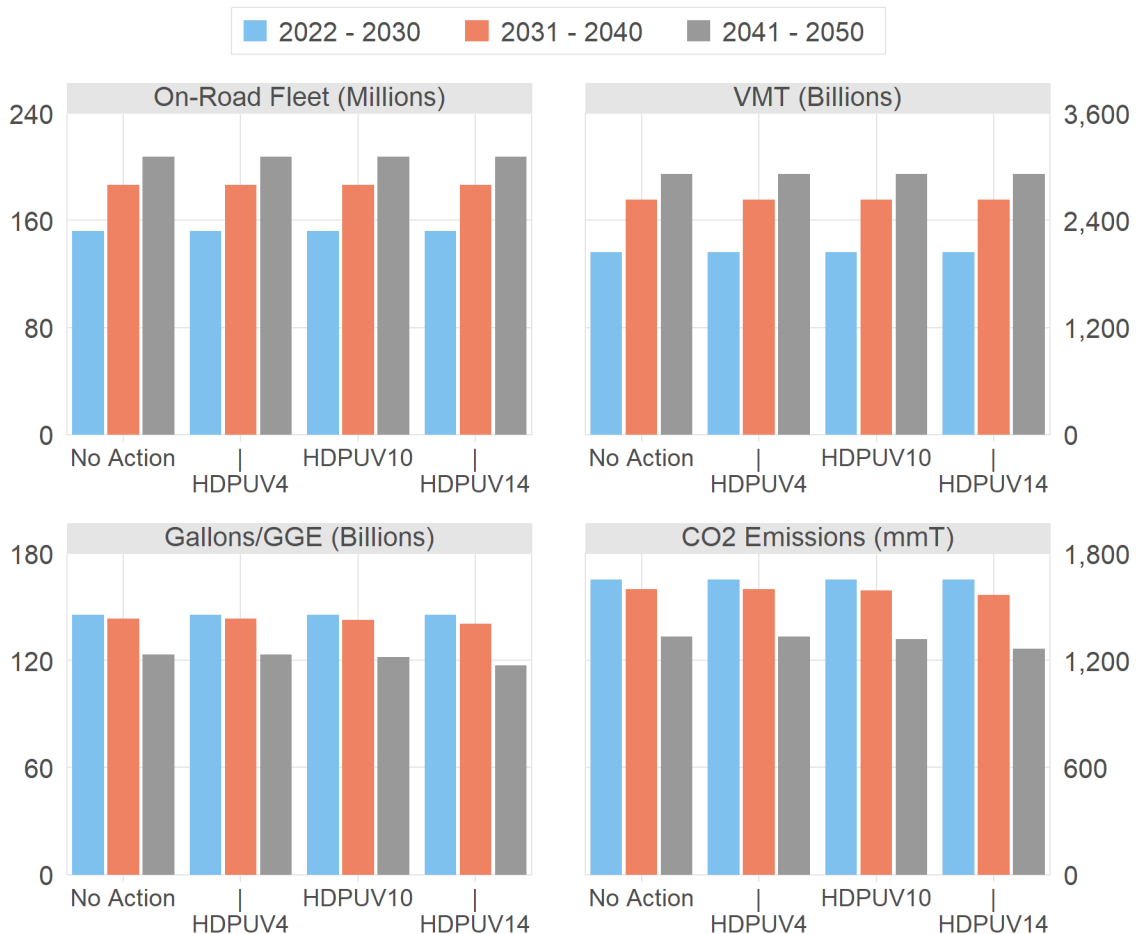 2022 - 2030 2031 - 2040 2041 - 2050
On-Road Fleet (Millions)
240
160
80
0
No Action | HDPUV10 |
HDPUV4 HDPUV14
VMT (Billions)
3,600
2,400
1,200
0
No Action | HDPUV10 |
HDPUV4 HDPUV14
Gallons/GGE (Billions)
180
120
60
0
No Action | HDPUV10 |
HDPUV4 HDPUV14
CO2 Emissions (mmT)
1,800
1,200
600
0
No Action | HDPUV10 |
HDPUV4 HDPUV14